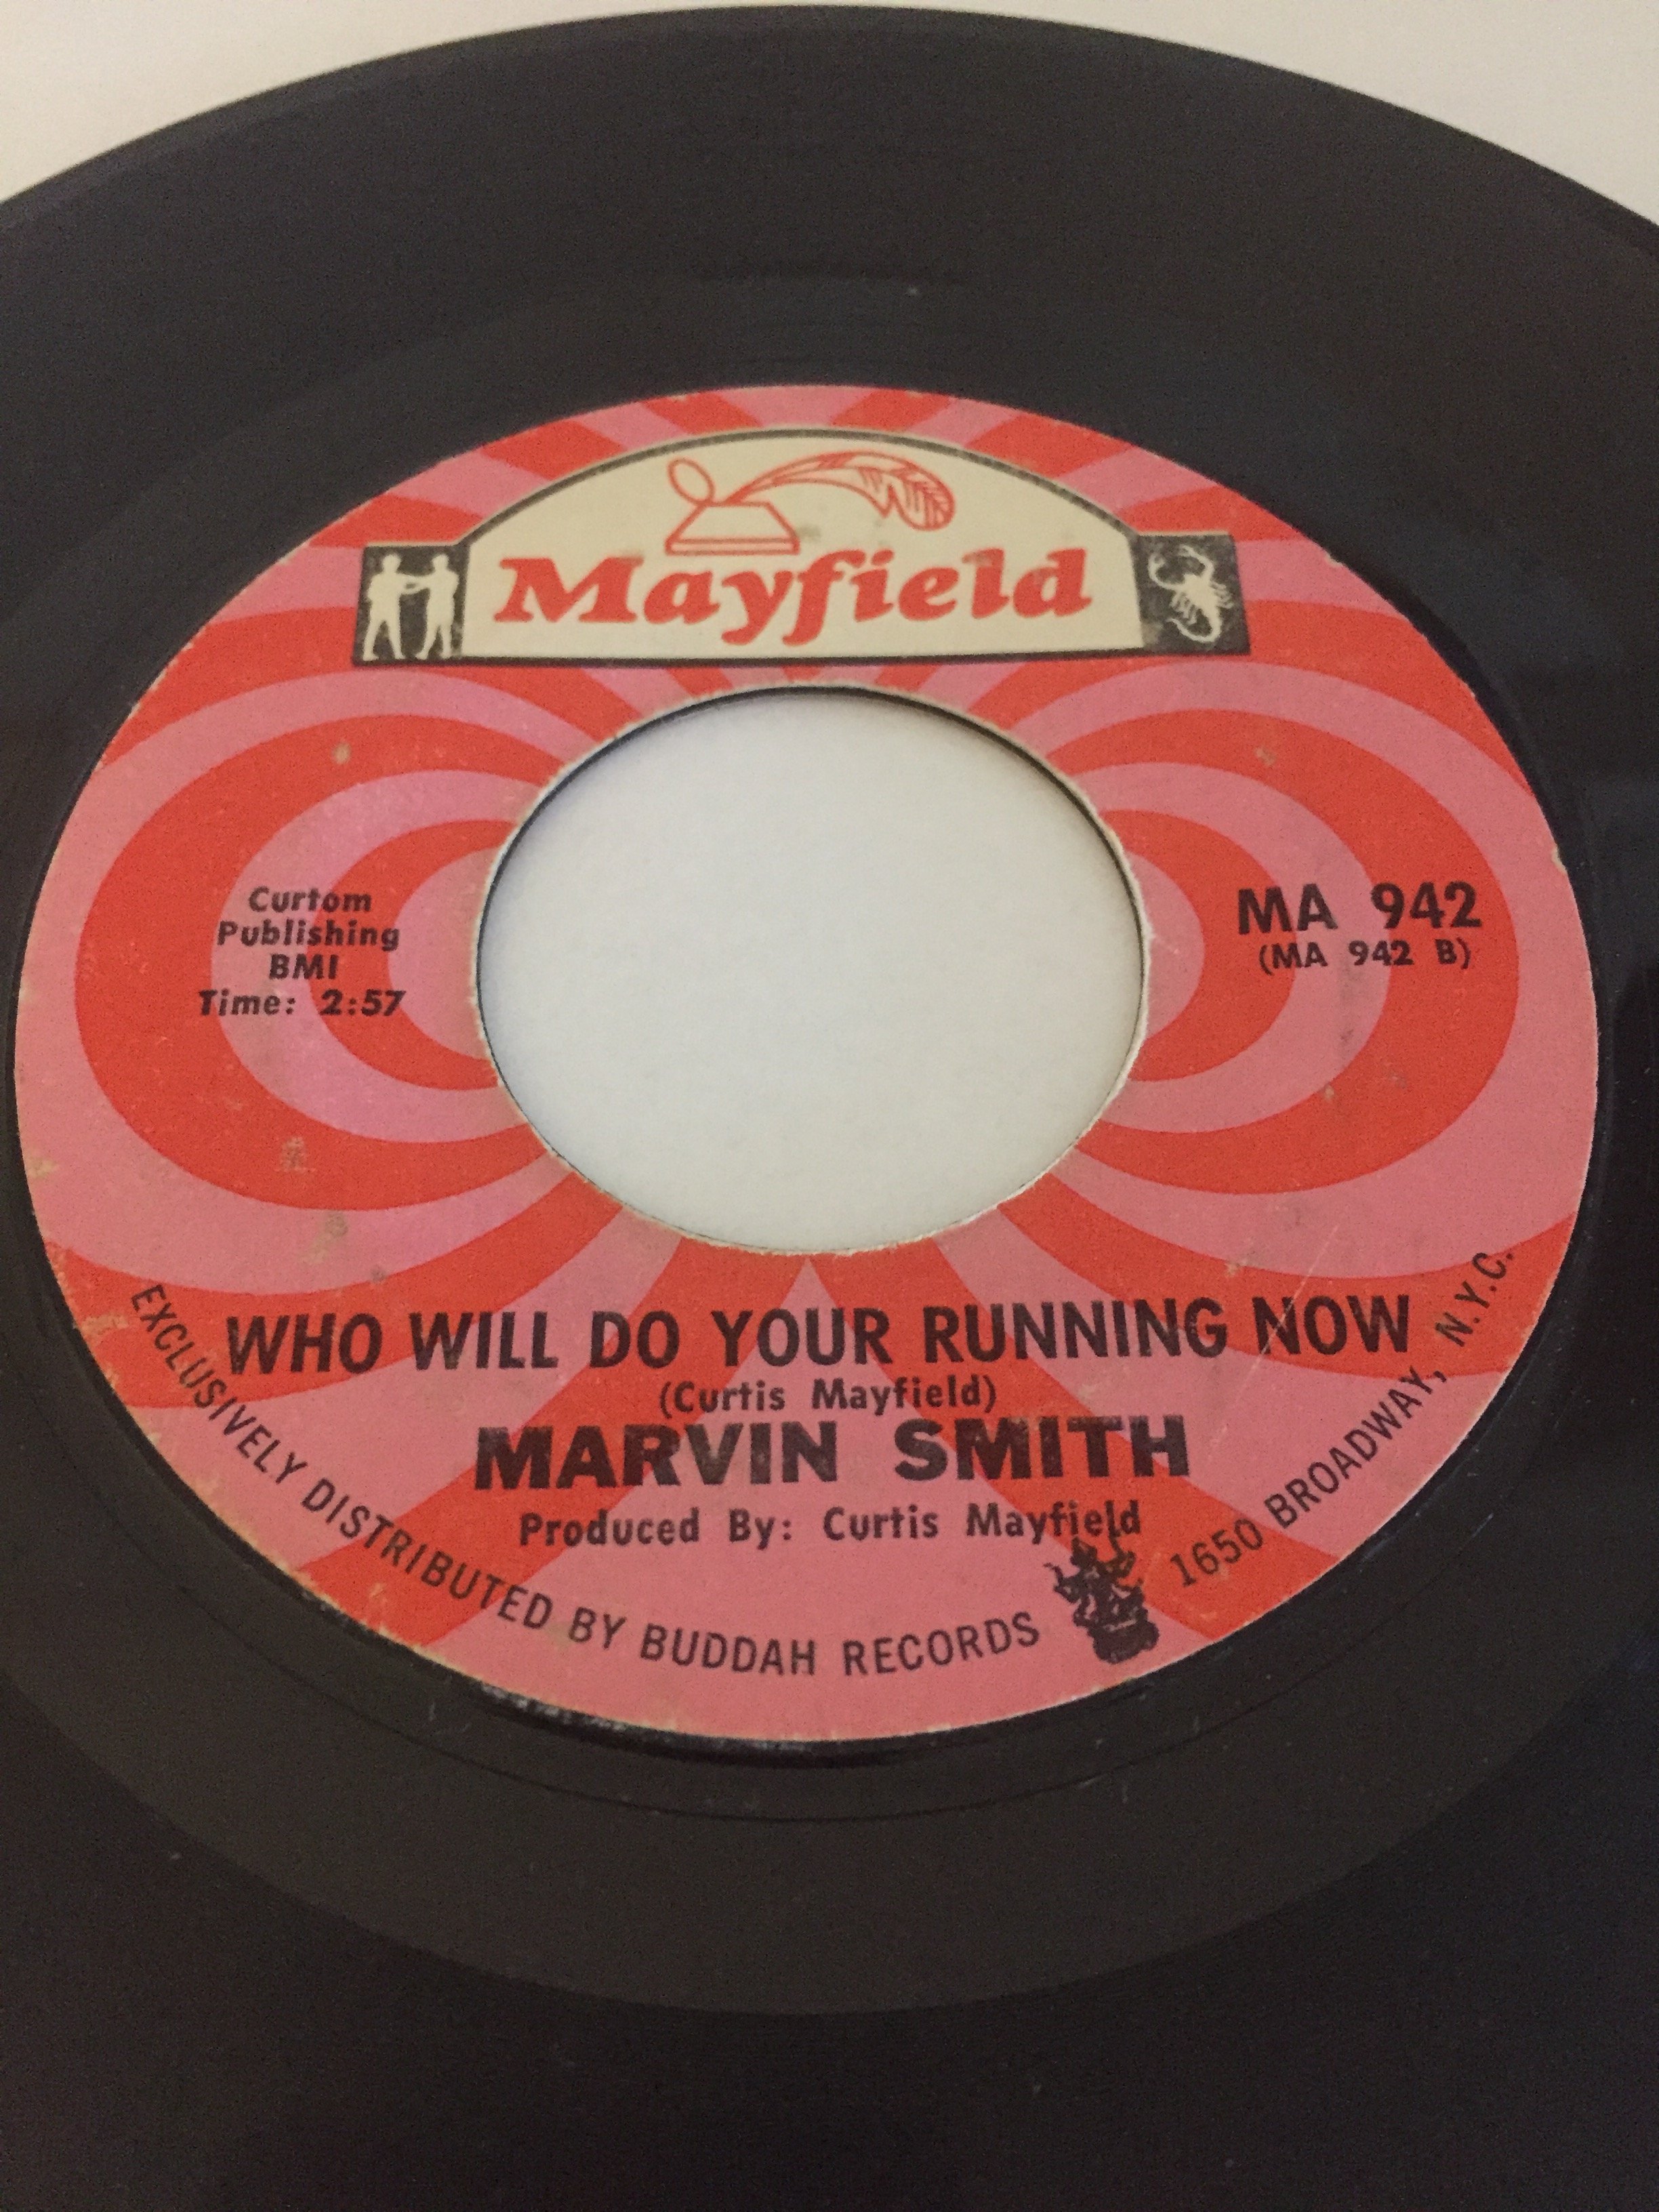 Mayfield
Curtom
Publishing
BMI
Time: 2:57
MA 942
(MA 942 B)
WHO WILL DO YOUR RUNNING NOW
(Curtis Mayfield)
MARVIN SMITH
Produced By: Curtis Mayfield
EXCLUSIVELY DISTRIBUTED BY BUDDAH RECORDS 1650 BROADWAY, N.Y.C.